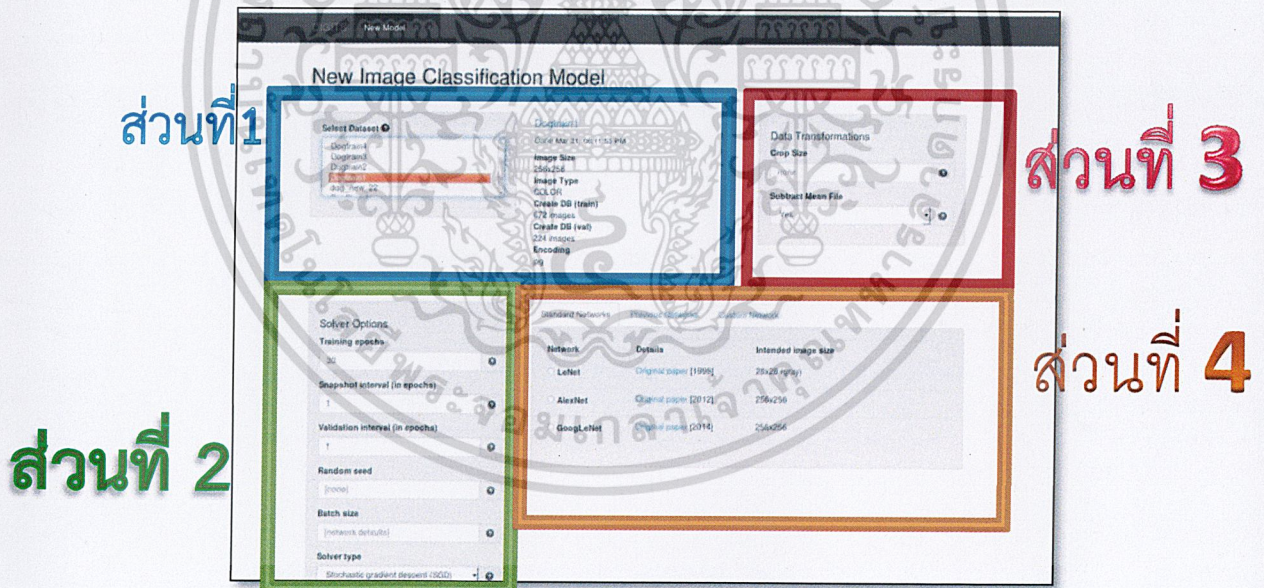 DIGITS New Model
New Image Classification Model
ส่วนที่1
Select Dataset
Dogtrain4
Dogtrain3
Dogtrain2
Dogtrain1
dog_new_22
Dogtrain1
Image Size
256x256
Image Type
COLOR
Create DB (train)
672 images
Create DB (val)
224 images
Encoding
ส่วนที่ 3
Data Transformations
Crop Size
none
Subtract Mean File
Yes
ส่วนที่ 2
Solver Options
Training epochs
30
Snapshot interval (in epochs)
1
Validation interval (in epochs)
1
Random seed
[none]
Batch size
[network defaults]
Solver type
Stochastic gradient descent (SGD)
ส่วนที่ 4
Standard Networks Previous Networks Custom Network
Network Details Intended image size
LeNet Original paper [1998] 28x28 (gray)
AlexNet Original paper [2012] 256x256
GoogLeNet Original paper [2014] 256x256